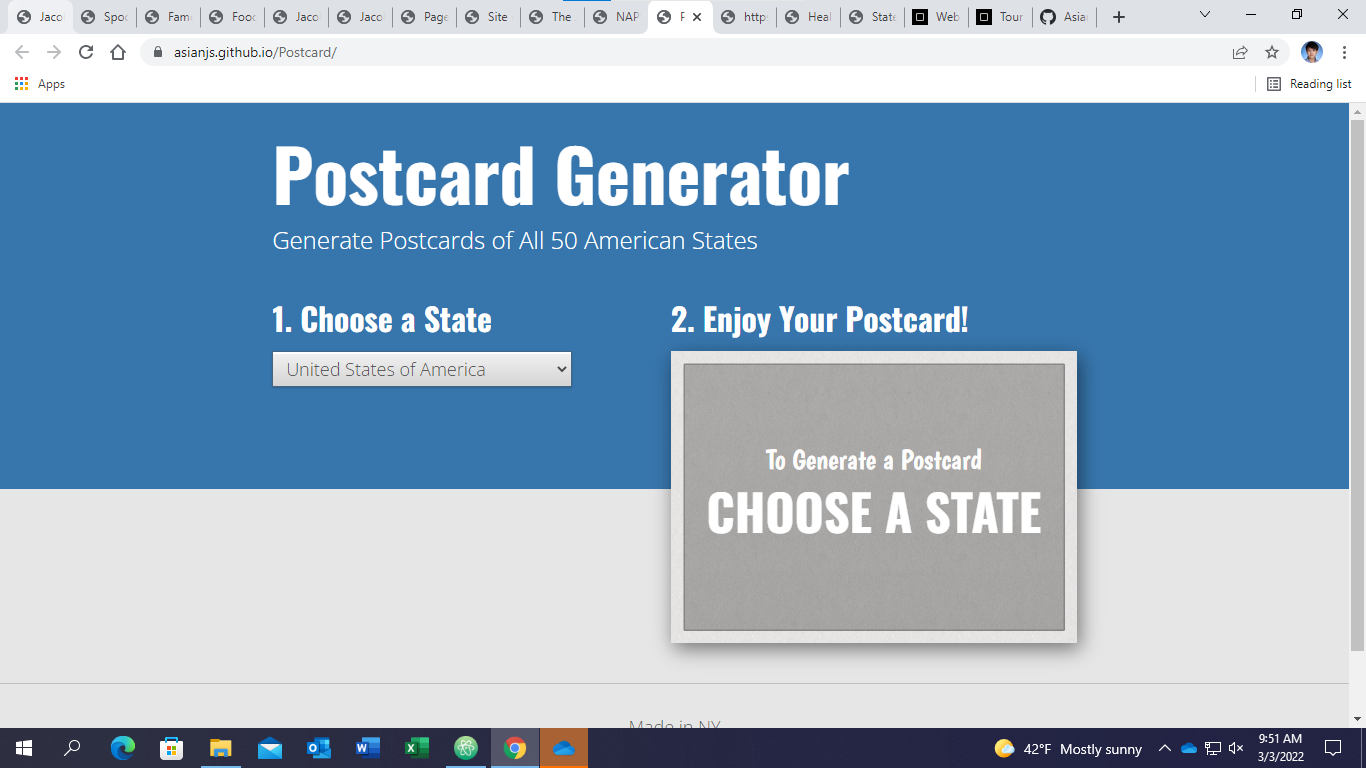 Jaco
Spoo
Fam
Food
Jaco
Jaco
Page
Site
The
NAP
P
http
Heal
State
Web
Tour
Asia
asianjs.github.io/Postcard/
Apps
Reading list
Postcard Generator
Generate Postcards of All 50 American States
1. Choose a State
2. Enjoy Your Postcard!
United States of America
To Generate a Postcard
CHOOSE A STATE
Made in NY
42°F Mostly sunny
9:51 AM
3/3/2022